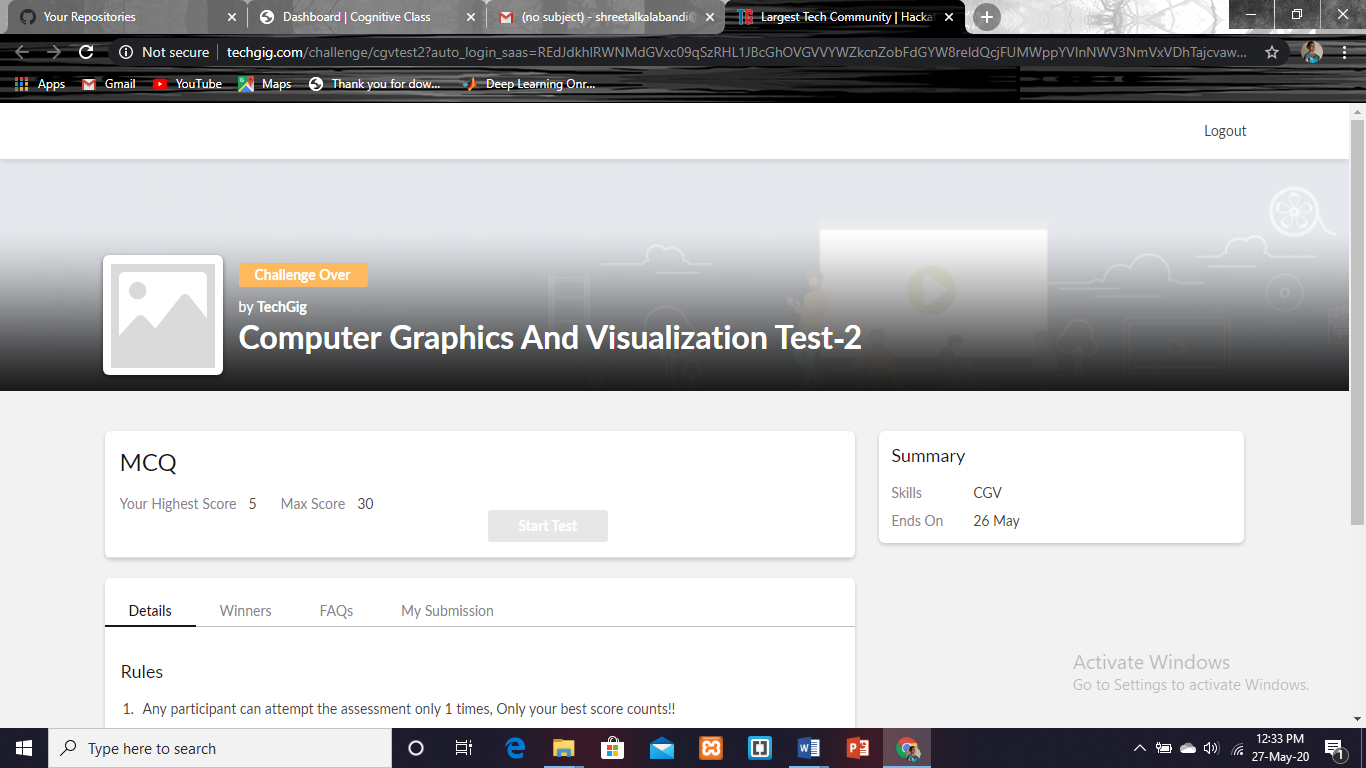 Your Repositories
Dashboard | Cognitive Class
(no subject) - shreetalkalabandi@
Largest Tech Community | Hacka
Not secure
techgig.com/challenge/cgvtest2?auto_login_saas=
Apps
Gmail
YouTube
Maps
Thank you for dow...
Deep Learning Onr...
Logout
Challenge Over
by TechGig
Computer Graphics And Visualization Test-2
MCQ
Your Highest Score 5 Max Score 30
Start Test
Summary
Skills CGV
Ends On 26 May
Details Winners FAQs My Submission
Rules
1. Any participant can attempt the assessment only 1 times, Only your best score counts!!
Activate Windows
Go to Settings to activate Windows.
Type here to search
12:33 PM
27-May-20
1